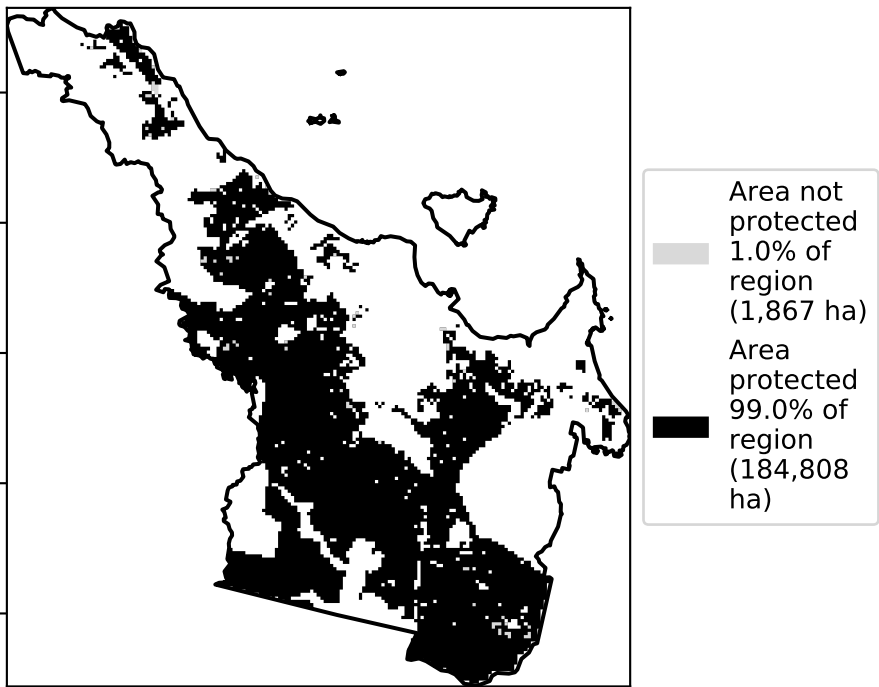 Area not
protected
1.0% of
region
(1,867 ha)
Area
protected
99.0% of
region
(184,808
ha)